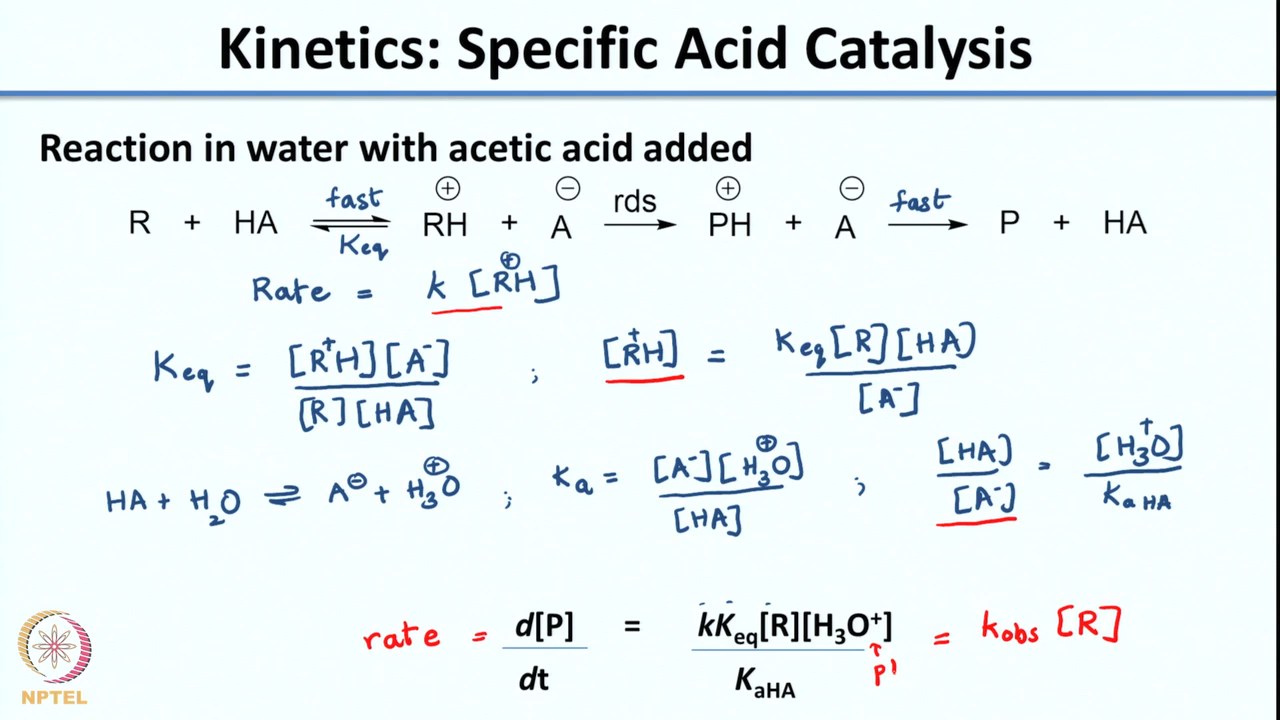 Kinetics: Specific Acid Catalysis
Reaction in water with acetic acid added
R + HA ⇌ RH⊕ + A⊖ → PH⊕ + A⊖ → P + HA
fast
Keq
rds
fast
Rate = k [RH⊕]
Keq = [R⁺H][A⁻] / [R][HA] ; [R⁺H] = Keq[R][HA] / [A⁻]
HA + H₂O ⇌ A⊖ + H₃O⊕ ; Ka = [A⁻][H₃O⊕] / [HA] ; [HA] / [A⁻] = [H₃O⁺] / Ka HA
rate = d[P] / dt = kKeq[R][H₃O⁺] / KaHA = kobs [R]
NPTEL